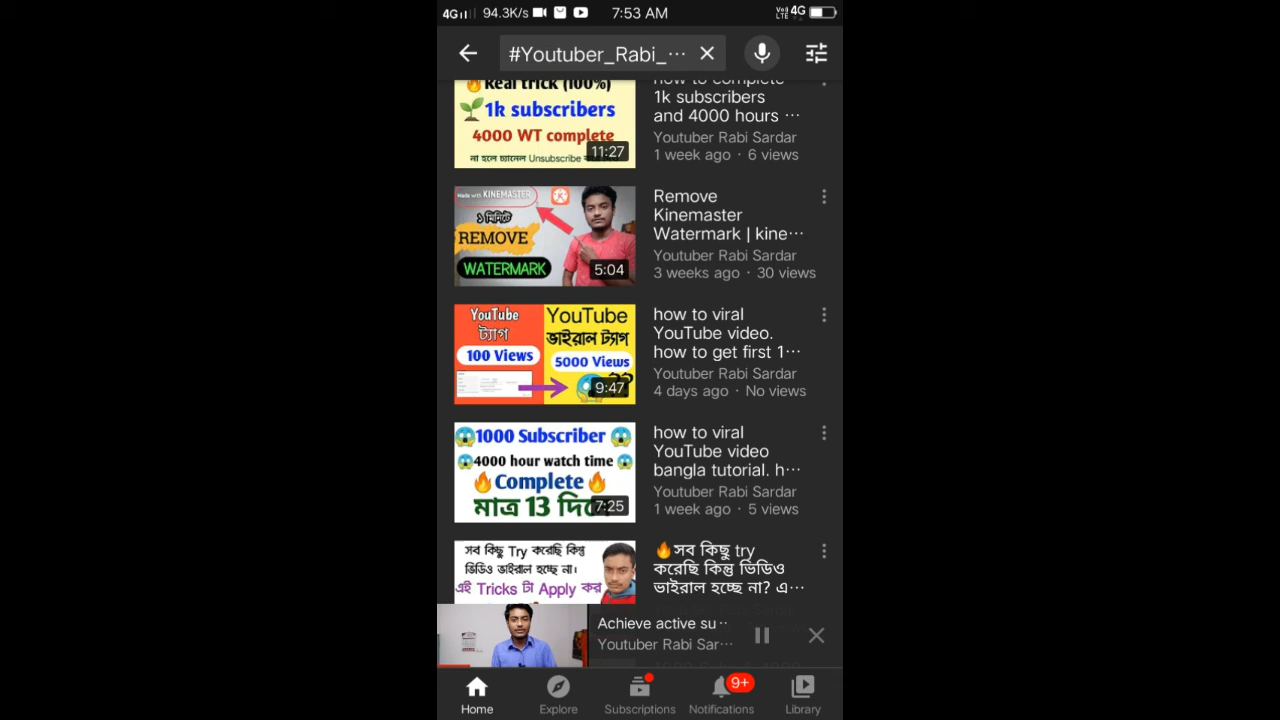 4G 94.3K/s 7:53 AM VoJ LTE 4G
#Youtuber_Rabi_···
Real trick (100%)
1k subscribers
4000 WT complete
না হলে চ্যানেল Unsubscribe
11:27
how to complete
1k subscribers
and 4000 hours ···
Youtuber Rabi Sardar
1 week ago · 6 views
Made with KINEMASTER
১ মিনিটে
REMOVE
WATERMARK
5:04
Remove
Kinemaster
Watermark | kine···
Youtuber Rabi Sardar
3 weeks ago · 30 views
YouTube
ট্যাগ
100 Views
YouTube
ভাইরাল ট্যাগ
5000 Views
??
9:47
how to viral
YouTube video.
how to get first 1···
Youtuber Rabi Sardar
4 days ago · No views
1000 Subscriber
4000 hour watch time
Complete
মাত্র 13 দিনে
7:25
how to viral
YouTube video
bangla tutorial. h···
Youtuber Rabi Sardar
1 week ago · 5 views
সব কিছু Try করেছি কিন্তু
ভিডিও ভাইরাল হচ্ছে না।
এই Tricks টা Apply কর
🔥সব কিছু try
করেছি কিন্তু ভিডিও
ভাইরাল হচ্ছে না? এ···
Achieve active su··
Youtuber Rabi Sar···
Home Explore Subscriptions Notifications 9+ Library